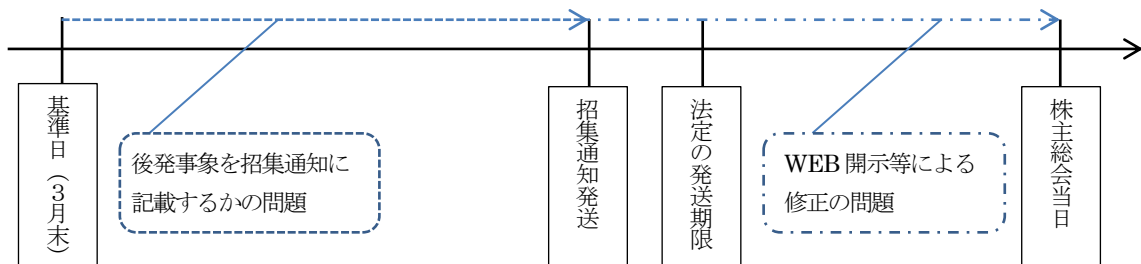 基準日（３月末）
後発事象を招集通知に
記載するかの問題
招集通知発送
法定の発送期限
WEB 開示等による
修正の問題
株主総会当日